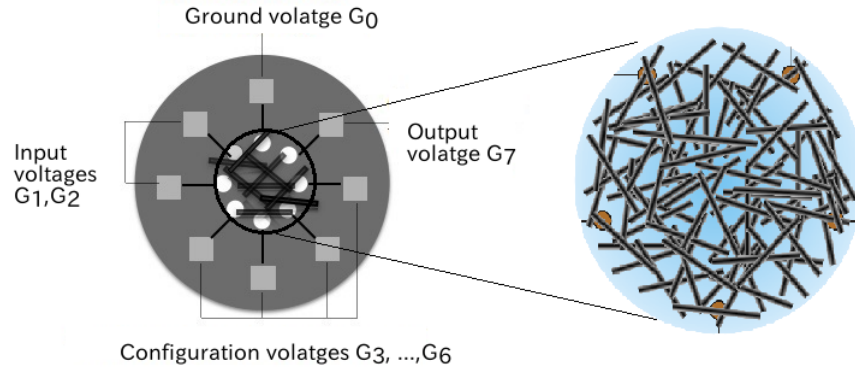 Ground volatge G0
Input
voltages
G1,G2
Output
volatge G7
Configuration volatges G3, ...,G6